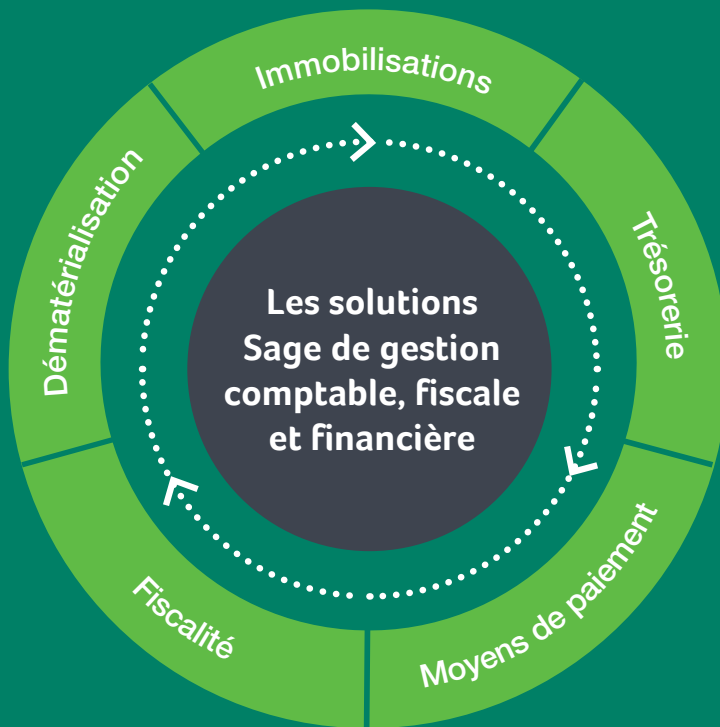 Immobilisations
Trésorerie
Moyens de paiement
Fiscalité
Dématérialisation
Les solutions
Sage de gestion
comptable, fiscale
et financière